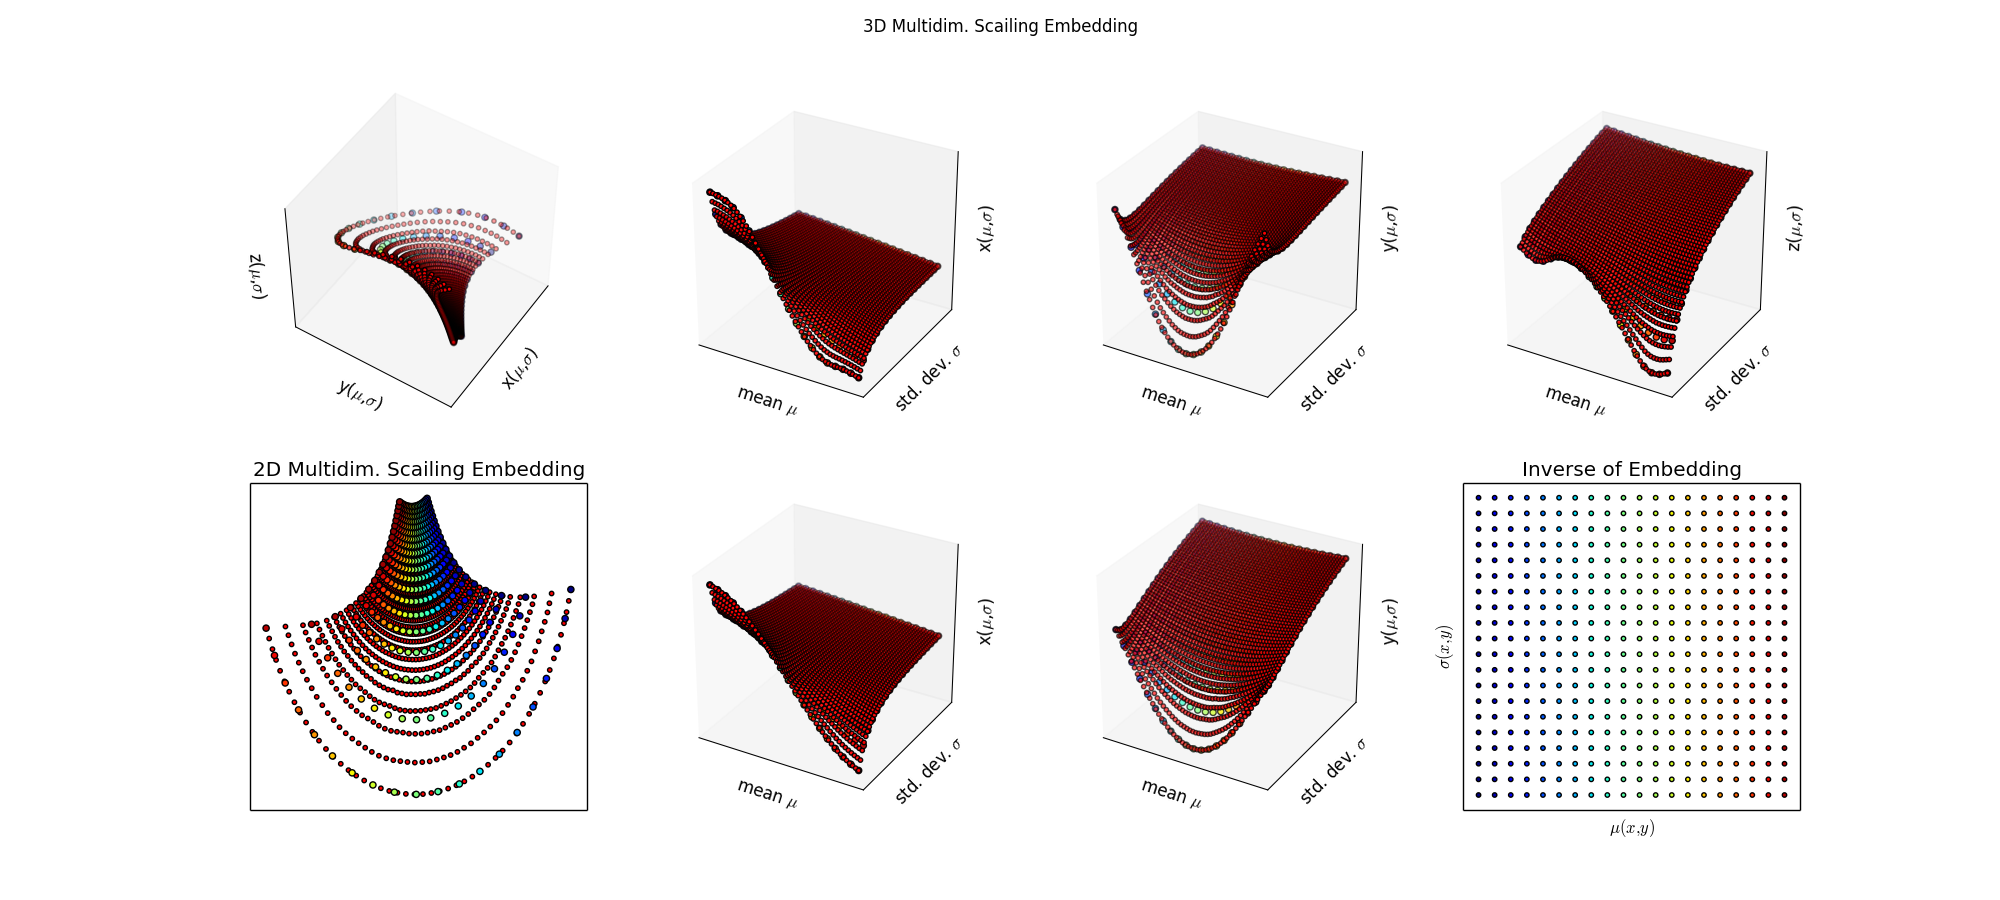 3D Multidim. Scailing Embedding
z(μ,σ)
y(μ,σ)
x(μ,σ)
mean μ
std. dev. σ
x(μ,σ)
mean μ
std. dev. σ
y(μ,σ)
mean μ
std. dev. σ
z(μ,σ)
2D Multidim. Scailing Embedding
mean μ
std. dev. σ
x(μ,σ)
mean μ
std. dev. σ
y(μ,σ)
Inverse of Embedding
σ(x,y)
μ(x,y)